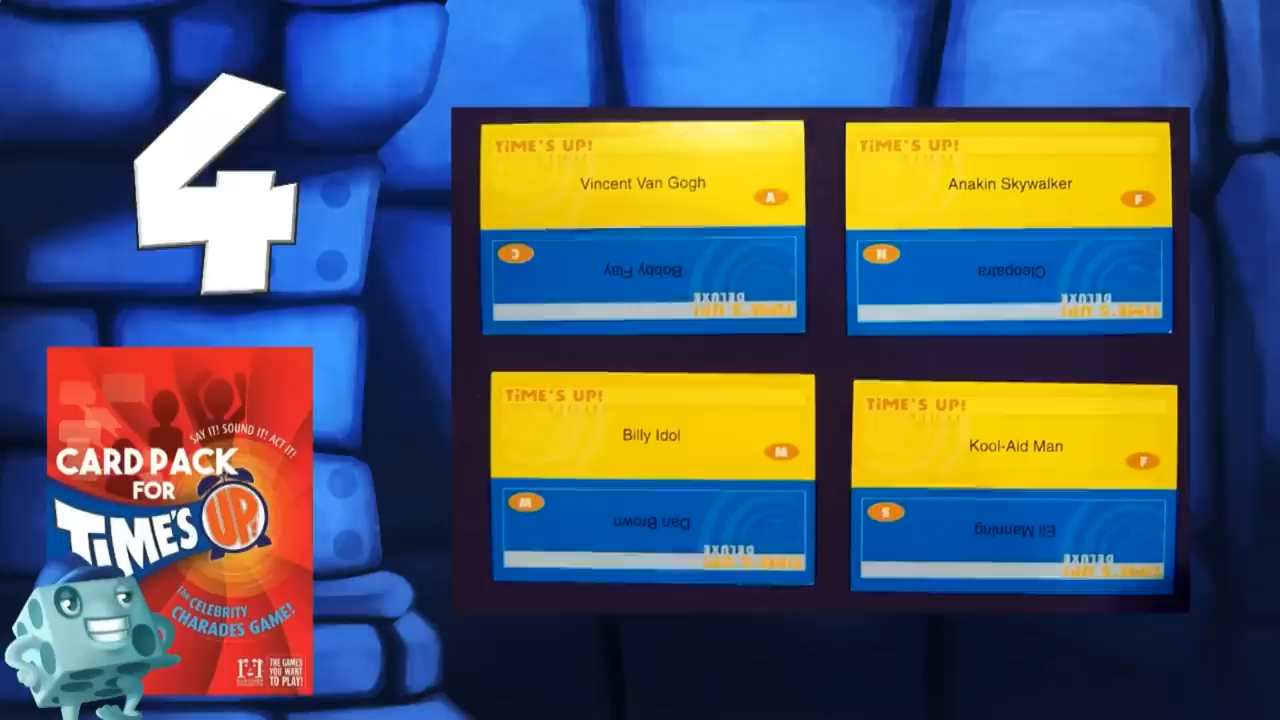 4
TiME'S UP!
Vincent Van Gogh
A
C
Bobby Flay
TiME'S UP!
DELUXE
TiME'S UP!
Anakin Skywalker
F
N
Cleopatra
TiME'S UP!
DELUXE
TiME'S UP!
Billy Idol
M
W
Dan Brown
TiME'S UP!
DELUXE
TiME'S UP!
Kool-Aid Man
F
S
Eli Manning
TiME'S UP!
DELUXE
SAY IT! SOUND IT! ACT IT!
CARD PACK
FOR
TiME'S UP!
The CELEBRITY
CHARADES GAME!
R&R
THE GAMES
YOU WANT
TO PLAY!